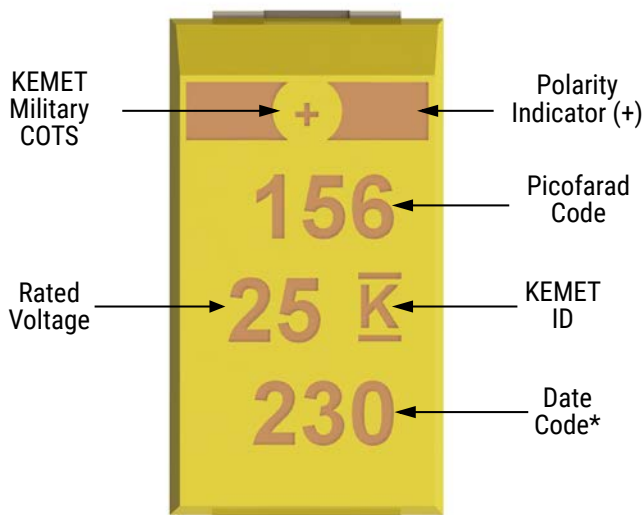 KEMET
Military
COTS
Polarity
Indicator (+)
+
156
Picofarad
Code
Rated
Voltage
25 K
KEMET
ID
230
Date
Code*